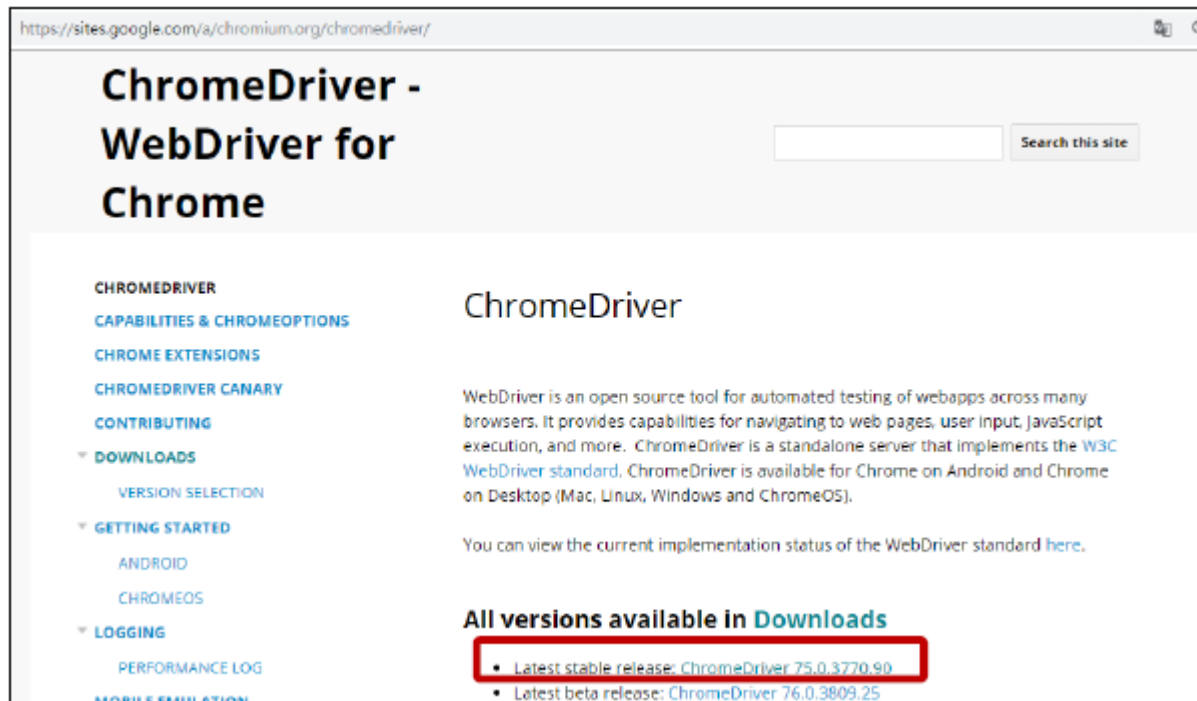 https://sites.google.com/a/chromium.org/chromedriver/
ChromeDriver -
WebDriver for
Chrome
Search this site
CHROMEDRIVER
CAPABILITIES & CHROMEOPTIONS
CHROME EXTENSIONS
CHROMEDRIVER CANARY
CONTRIBUTING
DOWNLOADS
VERSION SELECTION
GETTING STARTED
ANDROID
CHROMEOS
LOGGING
PERFORMANCE LOG
MOBILE EMULATION
ChromeDriver
WebDriver is an open source tool for automated testing of webapps across many
browsers. It provides capabilities for navigating to web pages, user input, JavaScript
execution, and more. ChromeDriver is a standalone server that implements the W3C
WebDriver standard. ChromeDriver is available for Chrome on Android and Chrome
on Desktop (Mac, Linux, Windows and ChromeOS).
You can view the current implementation status of the WebDriver standard here.
All versions available in Downloads
• Latest stable release: ChromeDriver 75.0.3770.90
• Latest beta release: ChromeDriver 76.0.3809.25